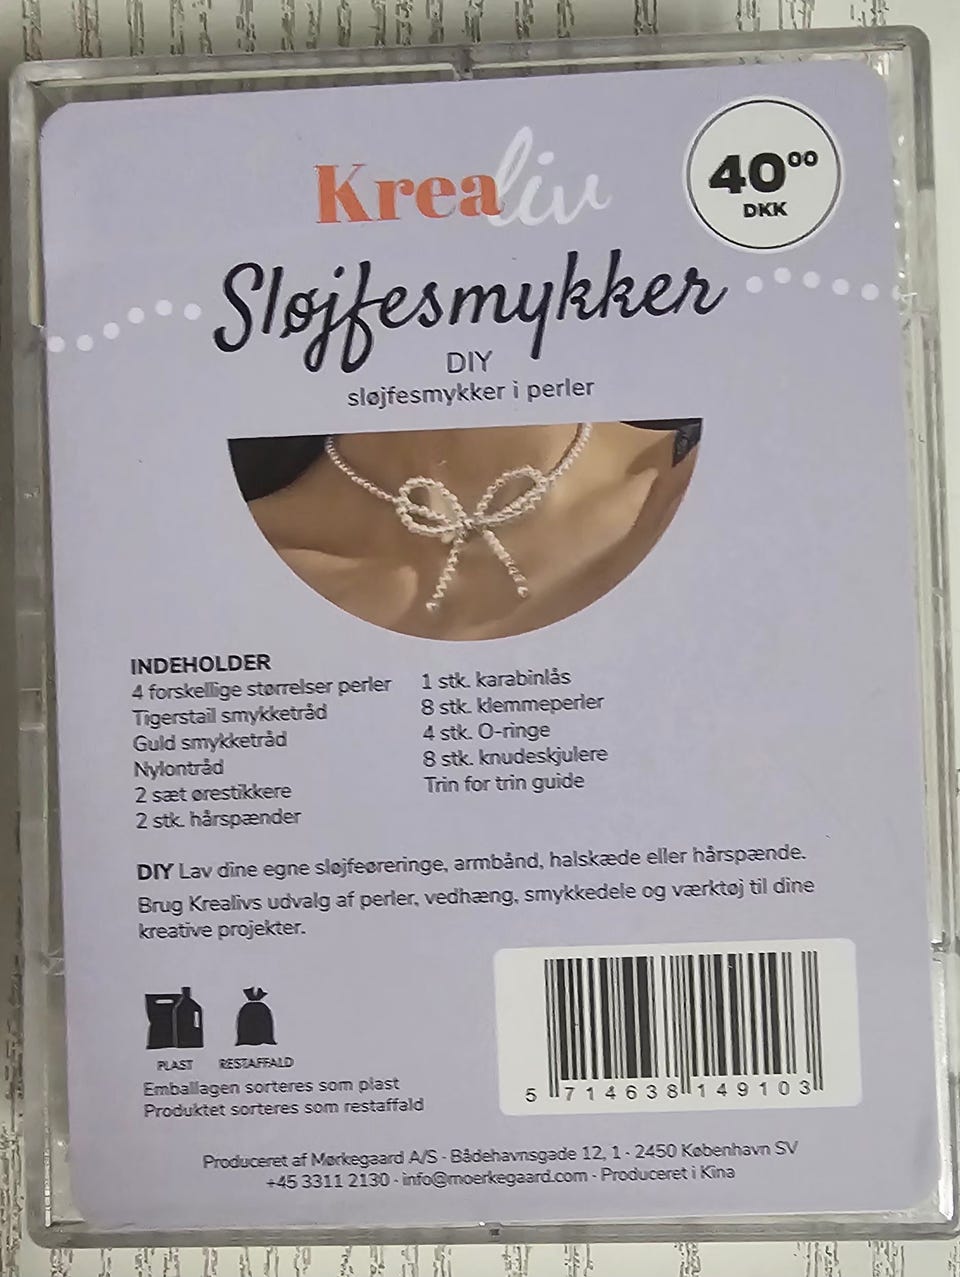 Krealiv
40⁰⁰
DKK
Sløjfesmykker
DIY
sløjfesmykker i perler
INDEHOLDER
4 forskellige størrelser perler
Tigerstail smykketråd
Guld smykketråd
Nylontråd
2 sæt ørestikkere
2 stk. hårspænder
1 stk. karabinlås
8 stk. klemmeperler
4 stk. O-ringe
8 stk. knudeskjulere
Trin for trin guide
DIY Lav dine egne sløjfeøreringe, armbånd, halskæde eller hårspænde.
Brug Krealivs udvalg af perler, vedhæng, smykkedele og værktøj til dine
kreative projekter.
PLAST RESTAFFALD
Emballagen sorteres som plast
Produktet sorteres som restaffald
5 714638 149103
Produceret af Mørkegaard A/S · Bådehavnsgade 12, 1 · 2450 København SV
+45 3311 2130 · info@moerkegaard.com · Produceret i Kina